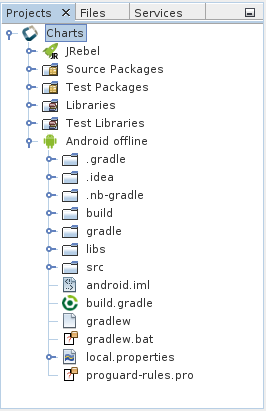 Projects Files Services
Charts
JRebel
Source Packages
Test Packages
Libraries
Test Libraries
Android offline
.gradle
.idea
.nb-gradle
build
gradle
libs
src
android.iml
build.gradle
gradlew
gradlew.bat
local.properties
proguard-rules.pro